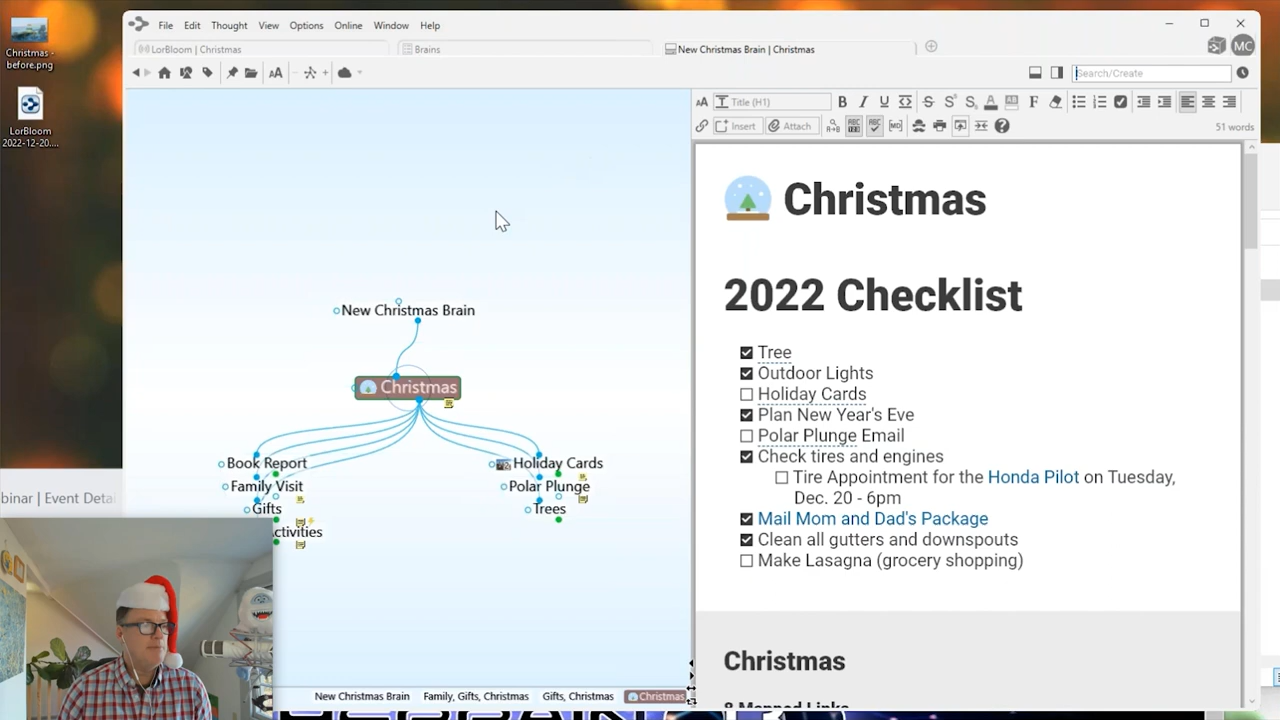 Christmas -
before.png
LorBloom
2022-12-20....
File Edit Thought View Options Online Window Help
LorBloom | Christmas
Brains
New Christmas Brain | Christmas
MC
Search/Create
Title (H1)
Insert
Attach
51 words
New Christmas Brain
Christmas
Book Report
Family Visit
Gifts
ctivities
Holiday Cards
Polar Plunge
Trees
Christmas
2022 Checklist
Tree
Outdoor Lights
Holiday Cards
Plan New Year's Eve
Polar Plunge Email
Check tires and engines
Tire Appointment for the Honda Pilot on Tuesday,
Dec. 20 - 6pm
Mail Mom and Dad's Package
Clean all gutters and downspouts
Make Lasagna (grocery shopping)
Christmas
binar | Event Detai
New Christmas Brain
Family, Gifts, Christmas
Gifts, Christmas
Christmas